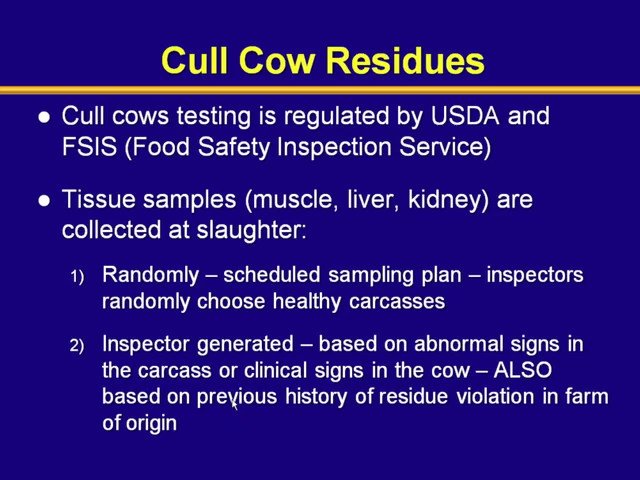 Cull Cow Residues
● Cull cows testing is regulated by USDA and
FSIS (Food Safety Inspection Service)
● Tissue samples (muscle, liver, kidney) are
collected at slaughter:
1) Randomly – scheduled sampling plan – inspectors
randomly choose healthy carcasses
2) Inspector generated – based on abnormal signs in
the carcass or clinical signs in the cow – ALSO
based on previous history of residue violation in farm
of origin